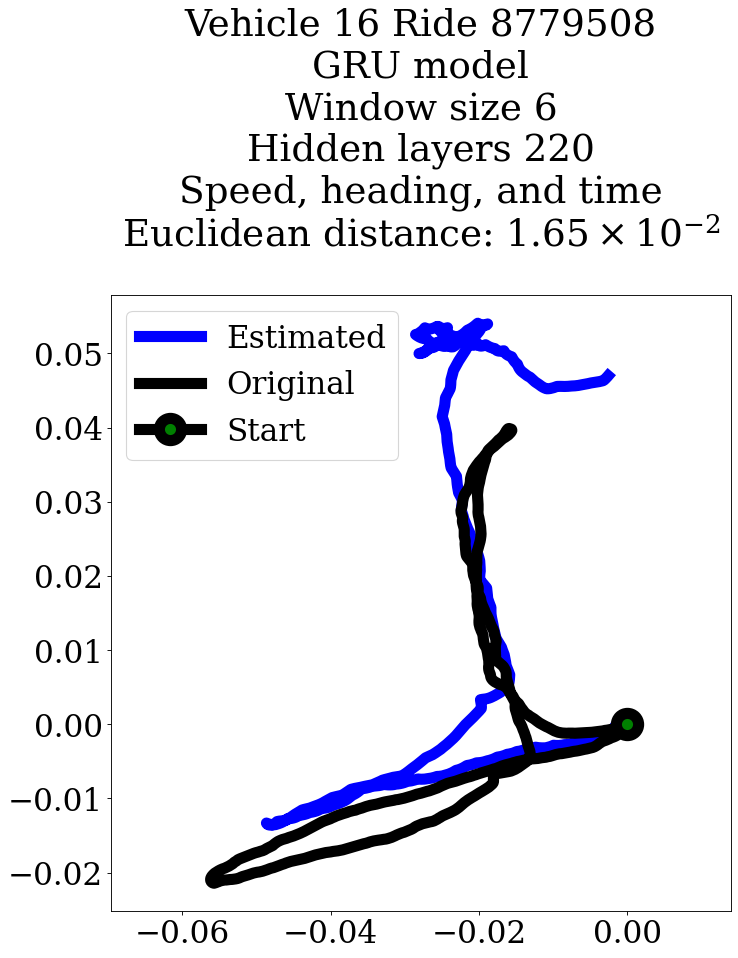 Vehicle 16 Ride 8779508
GRU model
Window size 6
Hidden layers 220
Speed, heading, and time
Euclidean distance: 1.65 × 10⁻²
Estimated
Original
Start
0.05
0.04
0.03
0.02
0.01
0.00
−0.01
−0.02
−0.06 −0.04 −0.02 0.00